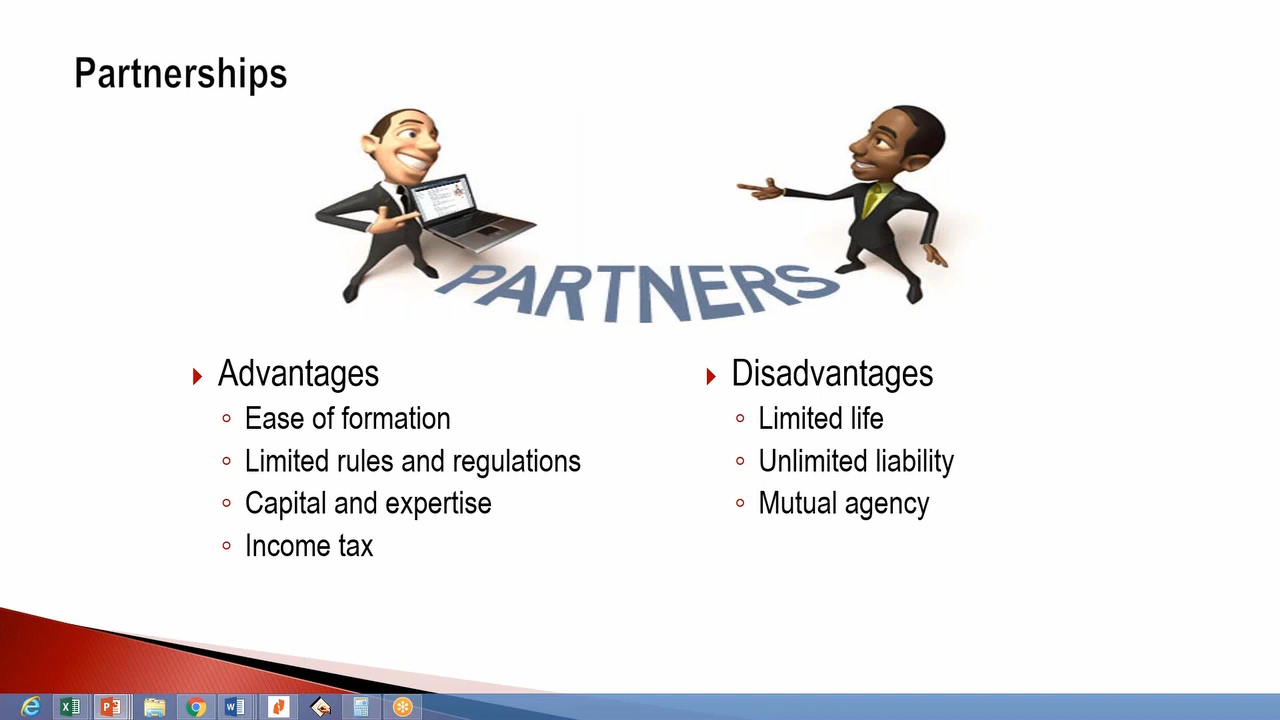 Partnerships
PARTNERS
Advantages
Ease of formation
Limited rules and regulations
Capital and expertise
Income tax
Disadvantages
Limited life
Unlimited liability
Mutual agency